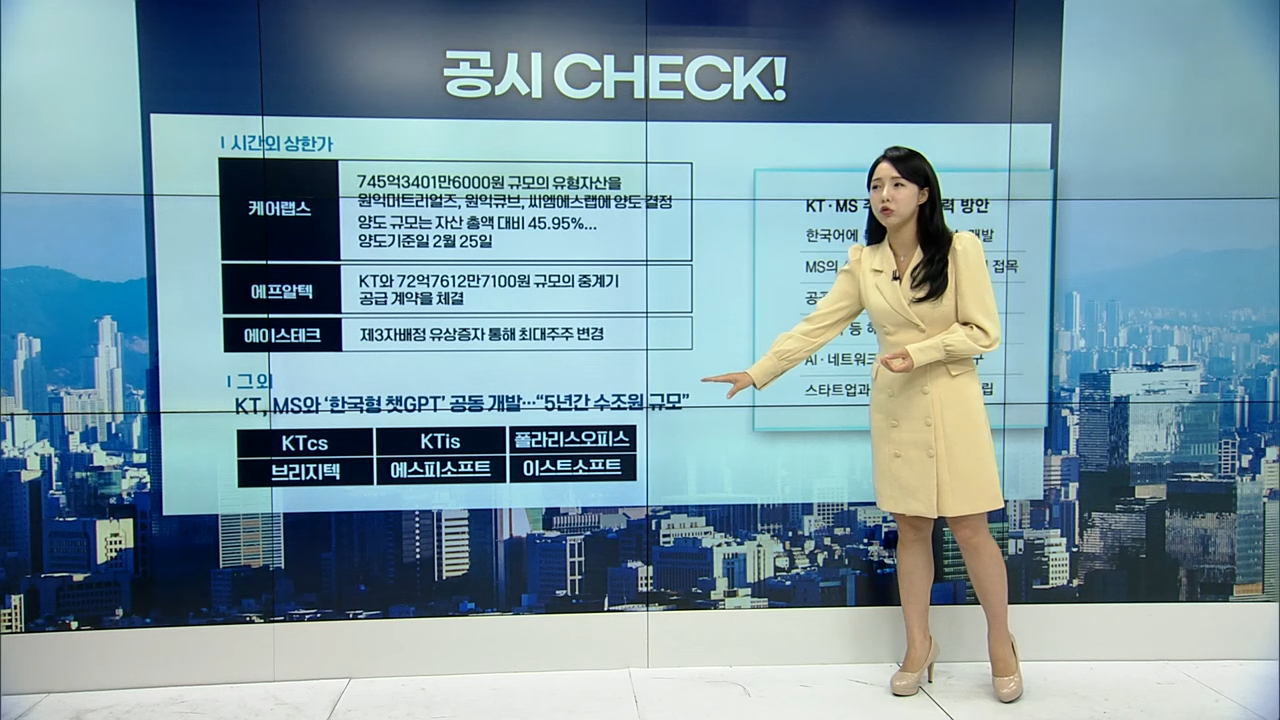 공시 CHECK!
ㅣ시간외 상한가
케어랩스
745억3401만6000원 규모의 유형자산을
원익머트리얼즈, 원익큐브, 씨엠에스랩에 양도 결정
양도 규모는 자산 총액 대비 45.95%...
양도기준일 2월 25일
에프알텍
KT와 72억7612만7100원 규모의 중계기
공급 계약을 체결
에이스테크
제3자배정 유상증자 통해 최대주주 변경
ㅣ그 외
KT, MS와 ‘한국형 챗GPT’ 공동 개발…“5년간 수조원 규모”
KTcs KTis 폴라리스오피스
브리지텍 에스피소프트 이스트소프트
KT·MS 방안
한국어에 개발
MS의 접목
등
AI·네트워크
스타트업과